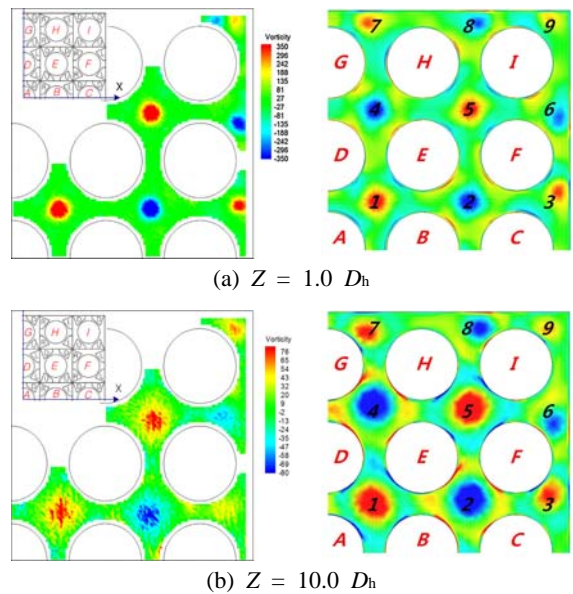 G H I
D E F
A B C
X
Vorticity
350
296
242
188
135
81
27
-27
-81
-135
-188
-242
-296
-350
7 8 9
G H I
4 5 6
D E F
1 2 3
A B C
(a) Z = 1.0 Dh
G H I
D E F
A B C
X
Vorticity
76
65
54
43
32
20
9
-2
-13
-24
-35
-47
-58
-69
-80
7 8 9
G H I
4 5 6
D E F
1 2 3
A B C
(b) Z = 10.0 Dh